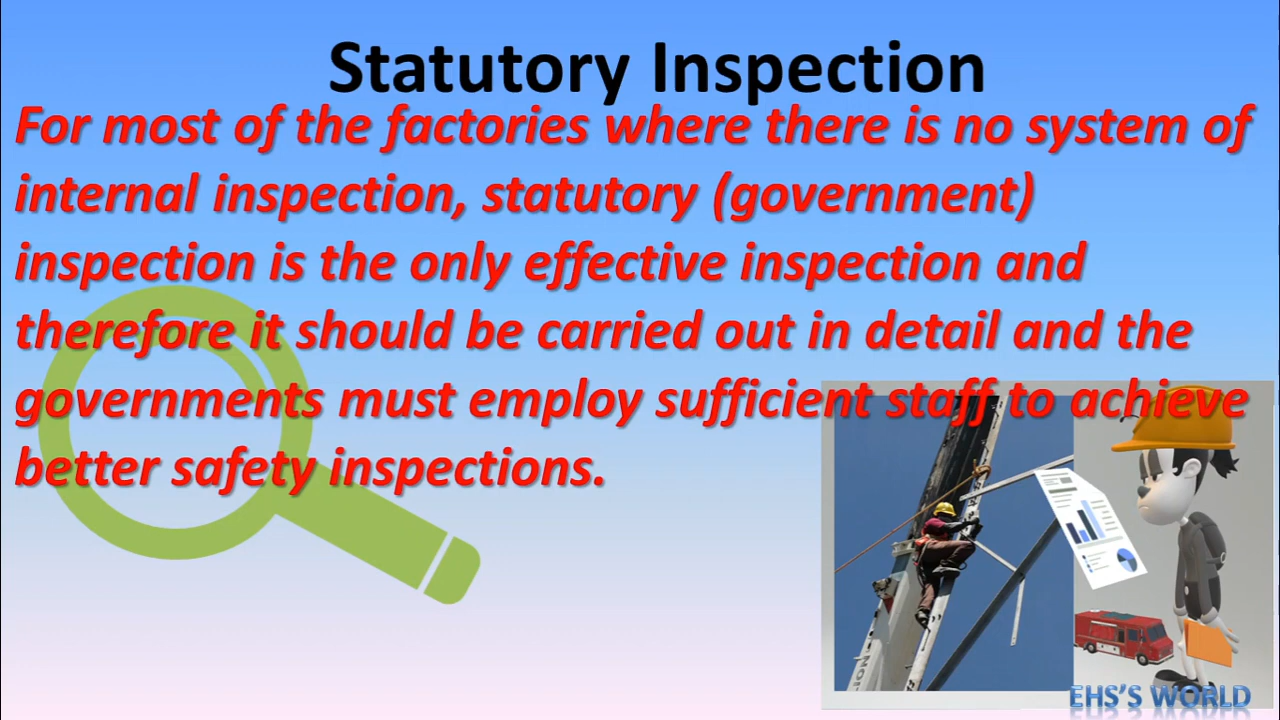 Statutory Inspection
For most of the factories where there is no system of
internal inspection, statutory (government)
inspection is the only effective inspection and
therefore it should be carried out in detail and the
governments must employ sufficient staff to achieve
better safety inspections.
EHS'S WORLD